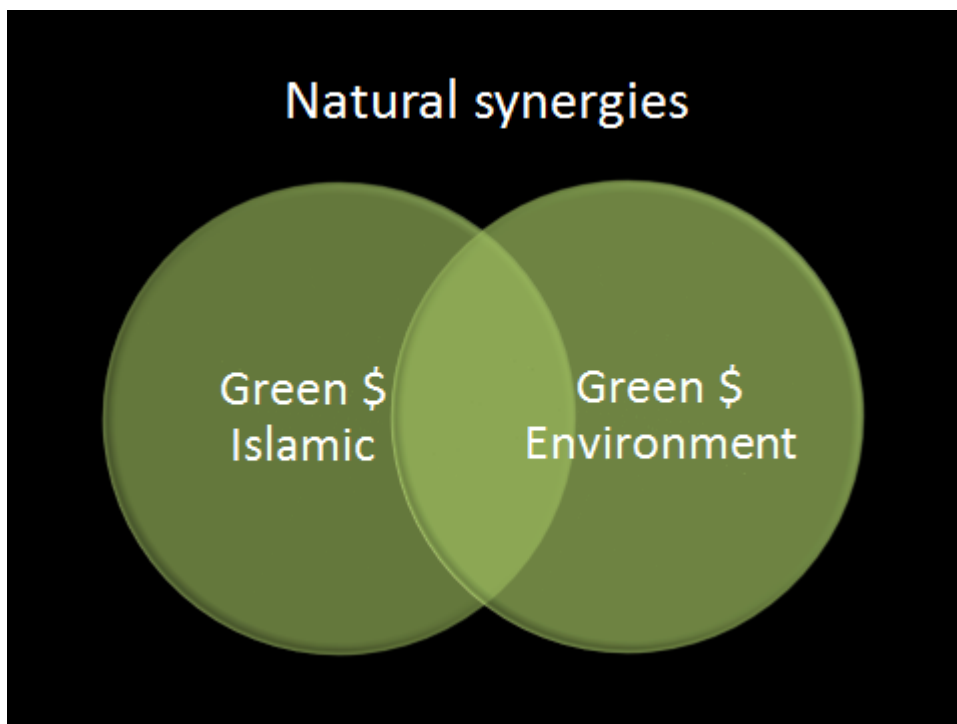 Natural synergies
Green $
Islamic
Green $
Environment